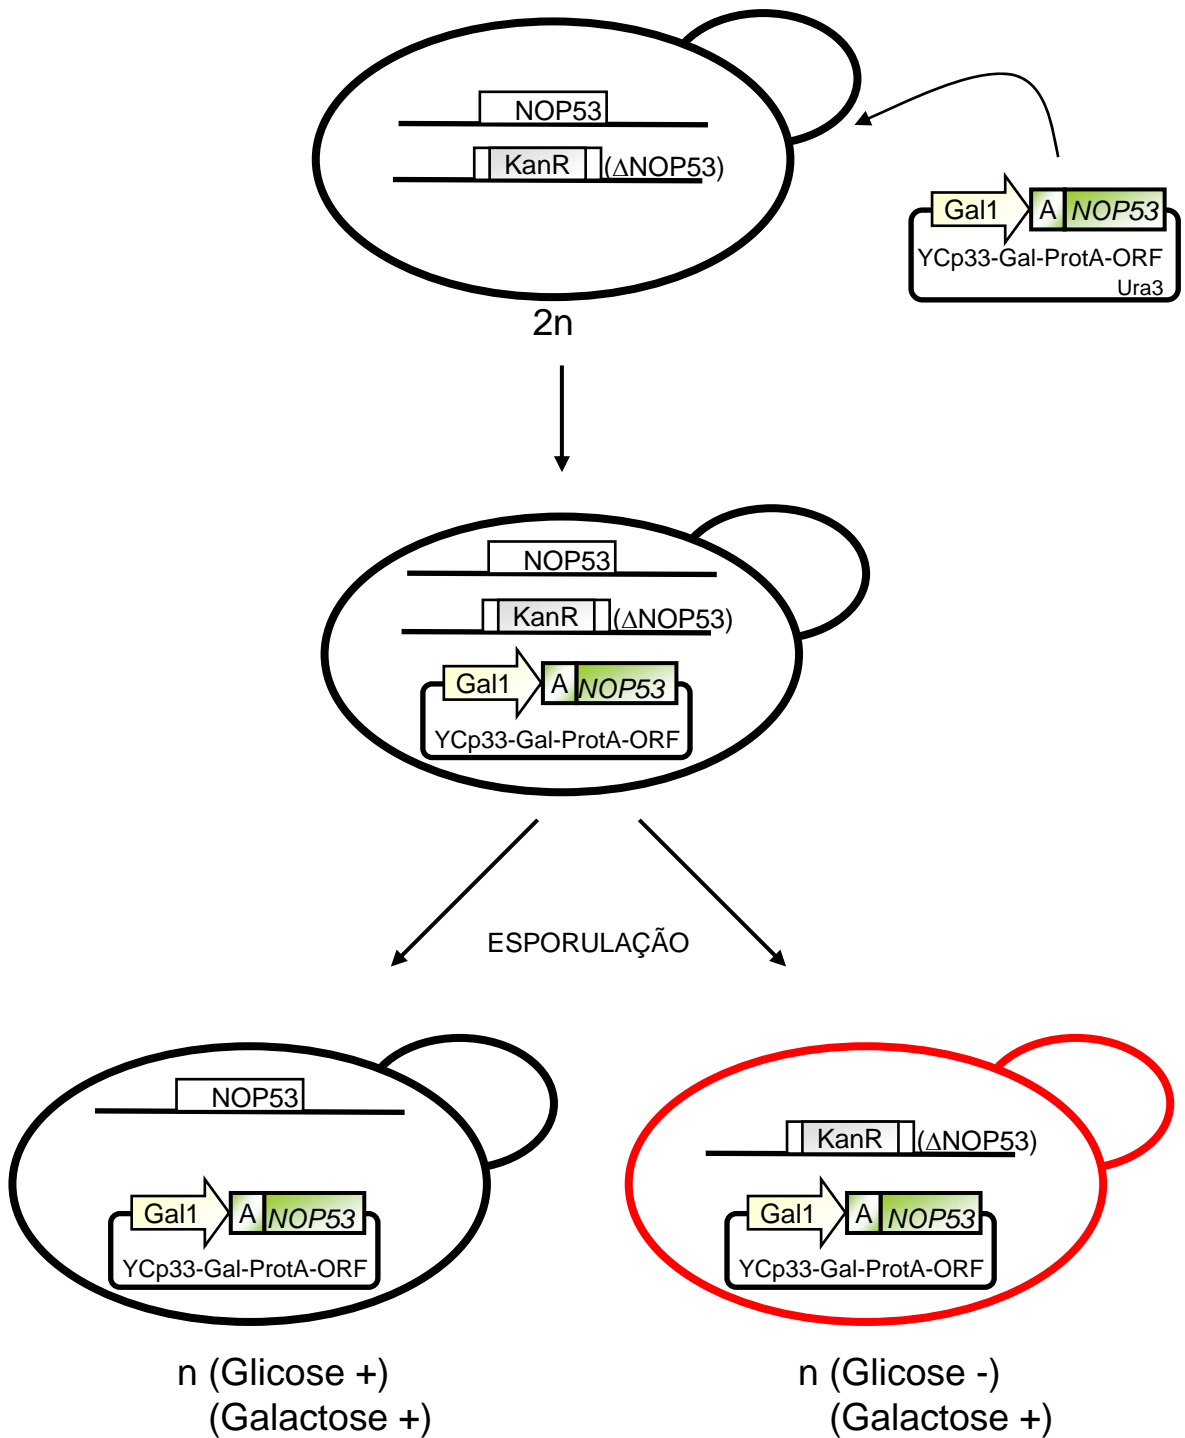 NOP53
KanR (ΔNOP53)
Gal1 A NOP53
YCp33-Gal-ProtA-ORF
Ura3
2n
NOP53
KanR (ΔNOP53)
Gal1 A NOP53
YCp33-Gal-ProtA-ORF
ESPORULAÇÃO
NOP53
Gal1 A NOP53
YCp33-Gal-ProtA-ORF
n (Glicose +)
(Galactose +)
KanR (ΔNOP53)
Gal1 A NOP53
YCp33-Gal-ProtA-ORF
n (Glicose -)
(Galactose +)